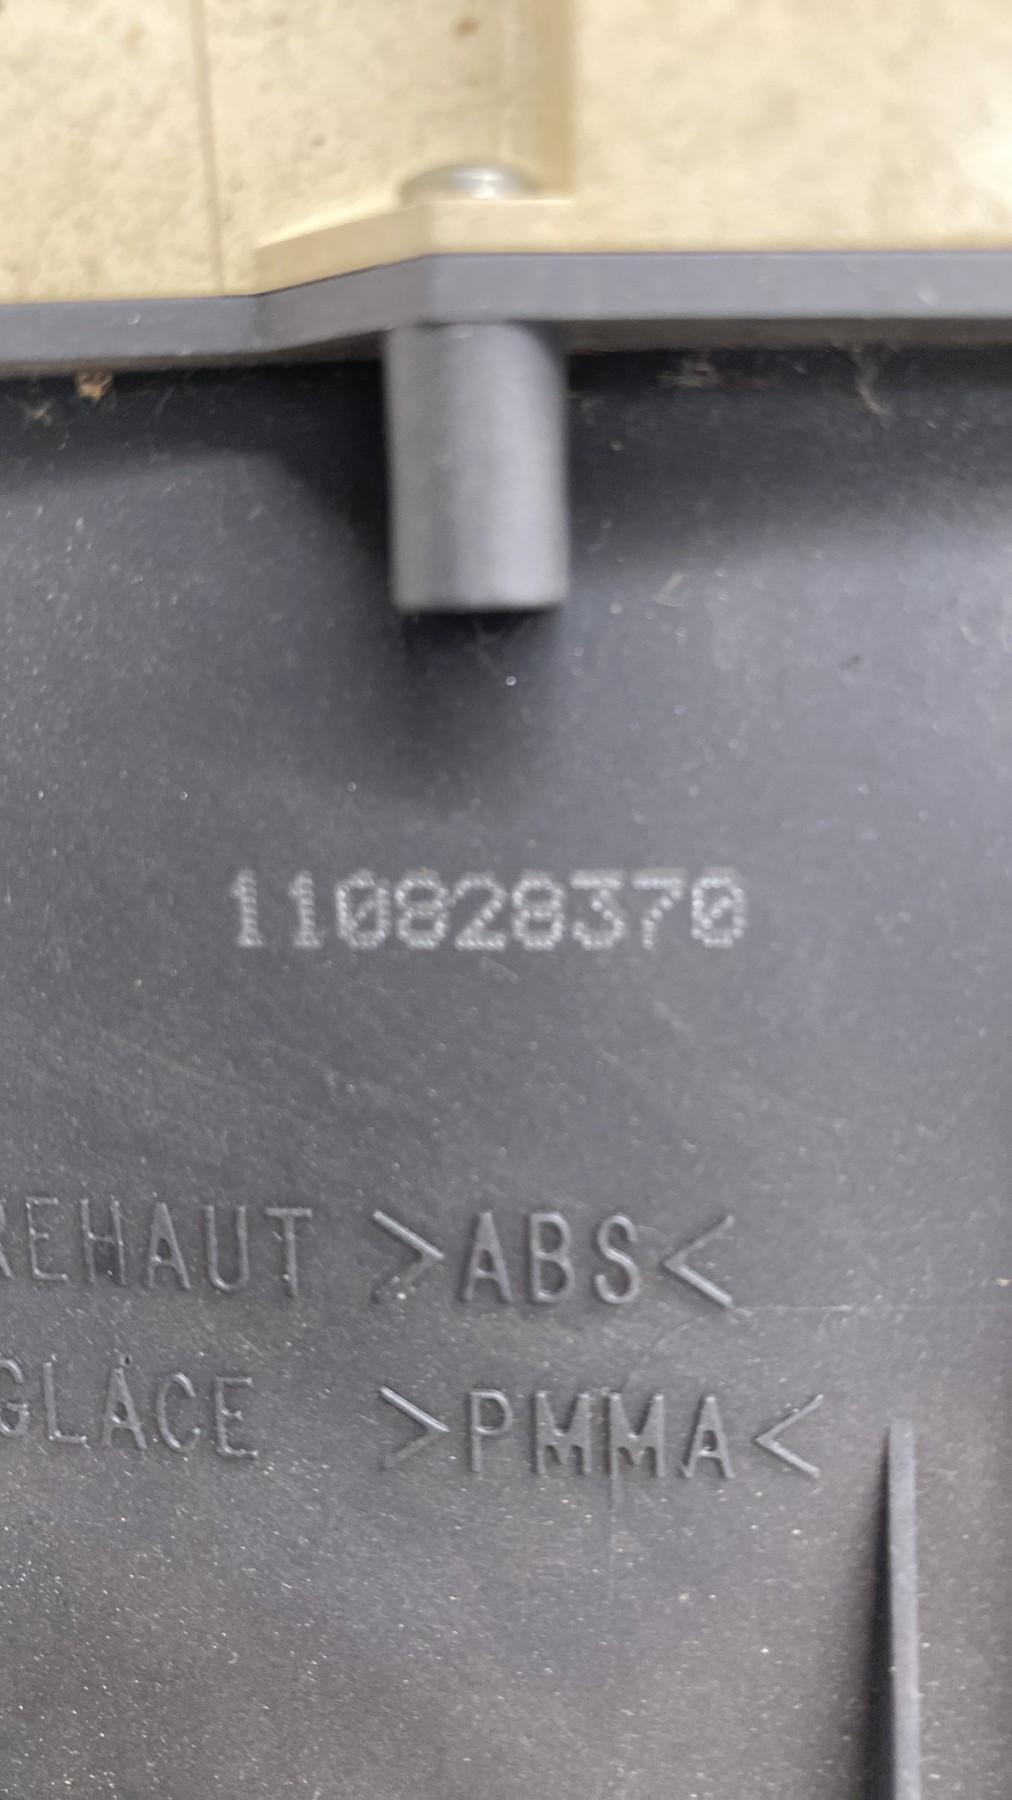 110828370
REHAUT >ABS<
GLACE >PMMA<